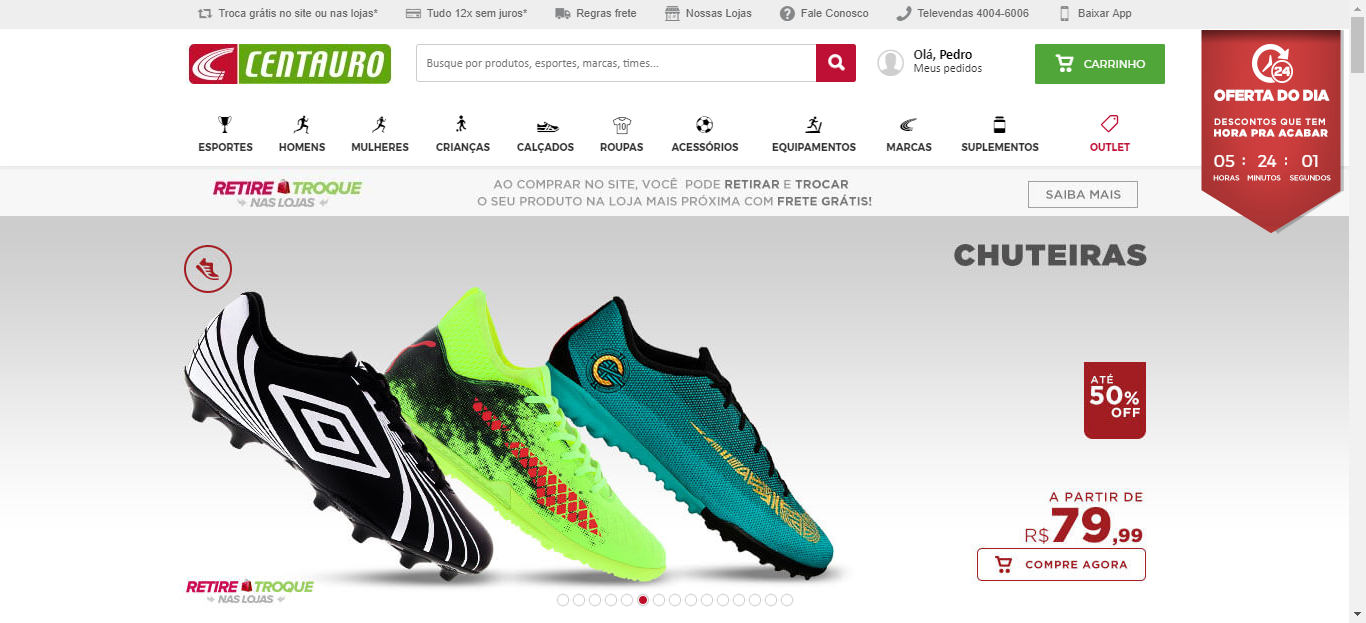 Troca grátis no site ou nas lojas*
Tudo 12x sem juros*
Regras frete
Nossas Lojas
Fale Conosco
Televendas 4004-6006
Baixar App
CENTAURO
Busque por produtos, esportes, marcas, times...
Olá, Pedro
Meus pedidos
CARRINHO
24
OFERTA DO DIA
DESCONTOS QUE TEM
HORA PRA ACABAR
05 : 24 : 01
HORAS MINUTOS SEGUNDOS
ESPORTES
HOMENS
MULHERES
CRIANÇAS
CALÇADOS
10
ROUPAS
ACESSÓRIOS
EQUIPAMENTOS
MARCAS
SUPLEMENTOS
OUTLET
RETIRE TROQUE
NAS LOJAS
AO COMPRAR NO SITE, VOCÊ PODE RETIRAR E TROCAR
O SEU PRODUTO NA LOJA MAIS PRÓXIMA COM FRETE GRÁTIS!
SAIBA MAIS
CHUTEIRAS
ATÉ
50%
OFF
A PARTIR DE
R$79,99
COMPRE AGORA
RETIRE TROQUE
NAS LOJAS